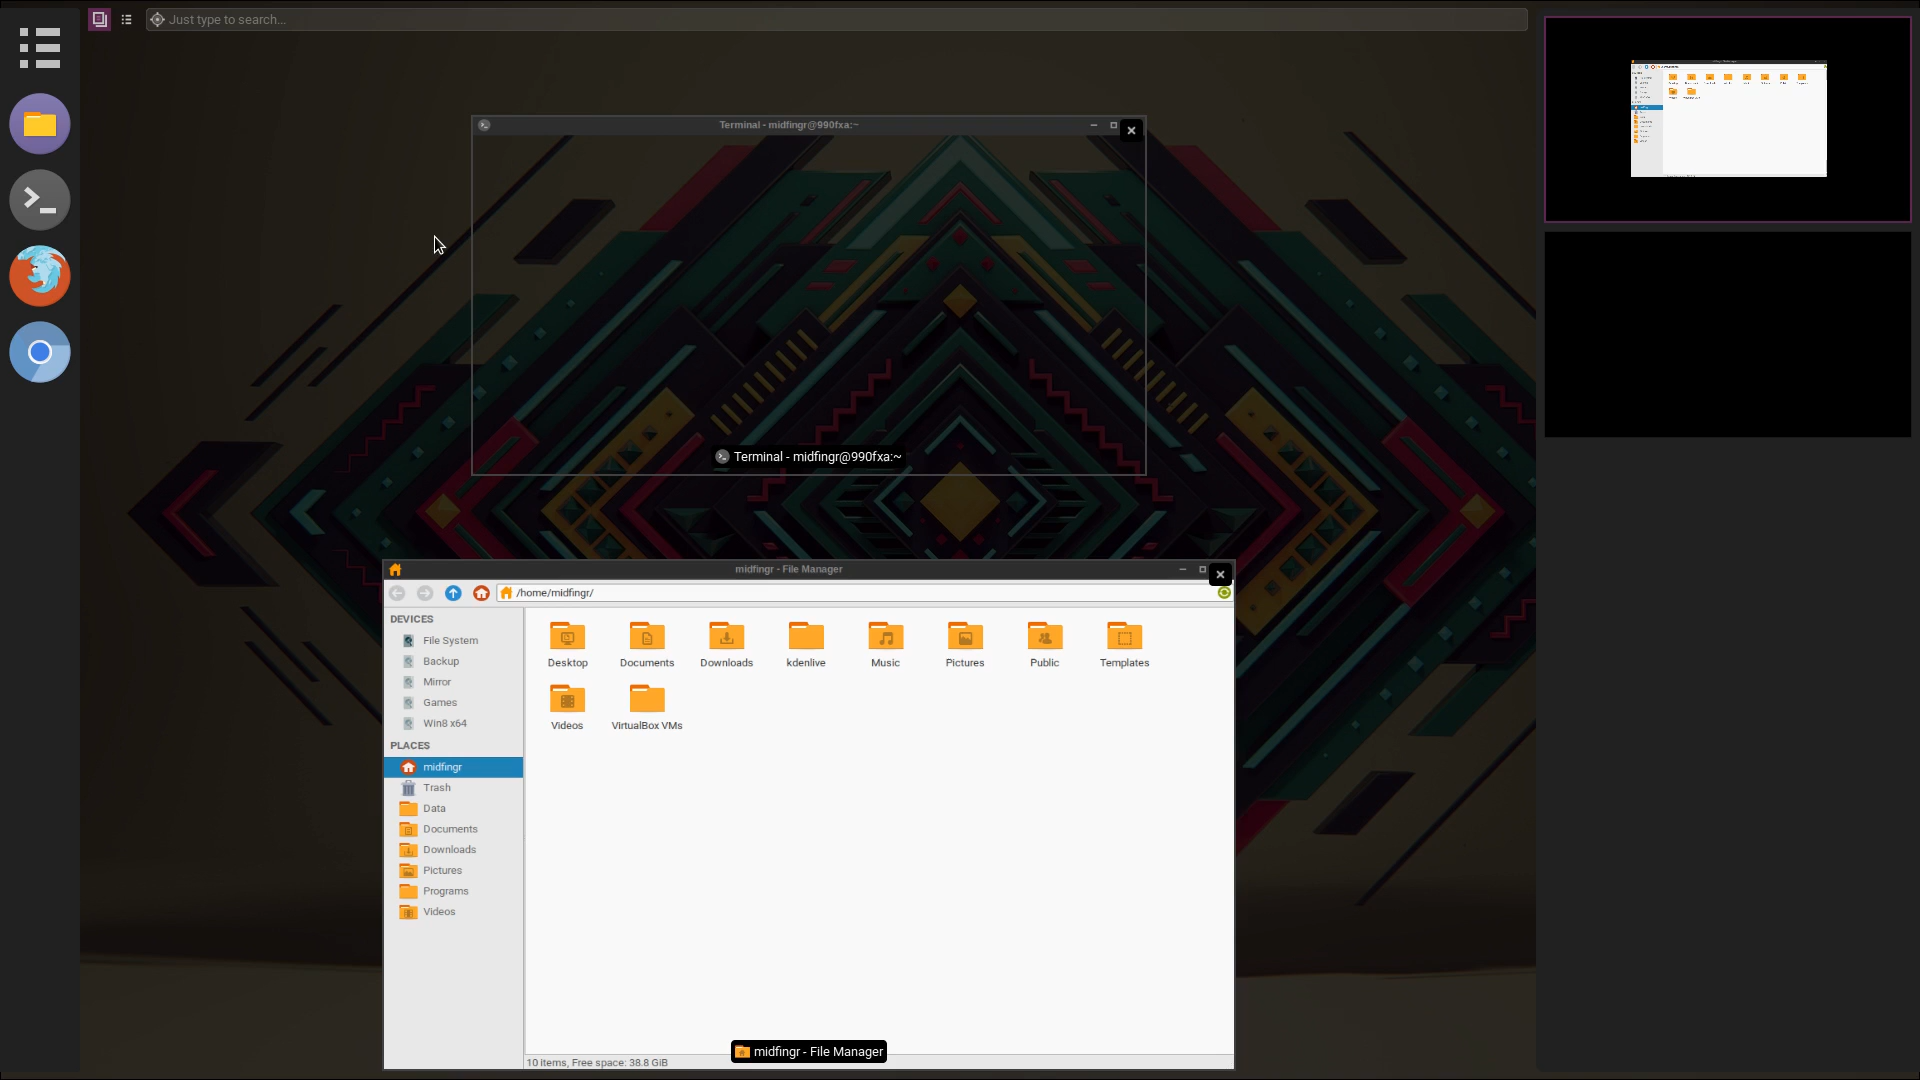 Just type to search...
Terminal - midfingr@990fxa:~
Terminal - midfingr@990fxa:~
midfingr - File Manager
/home/midfingr/
DEVICES
File System
Backup
Mirror
Games
Win8 x64
PLACES
midfingr
Trash
Data
Documents
Downloads
Pictures
Programs
Videos
Desktop Documents Downloads kdenlive Music Pictures Public Templates
Videos VirtualBox VMs
midfingr - File Manager
10 items, Free space: 38.8 GiB